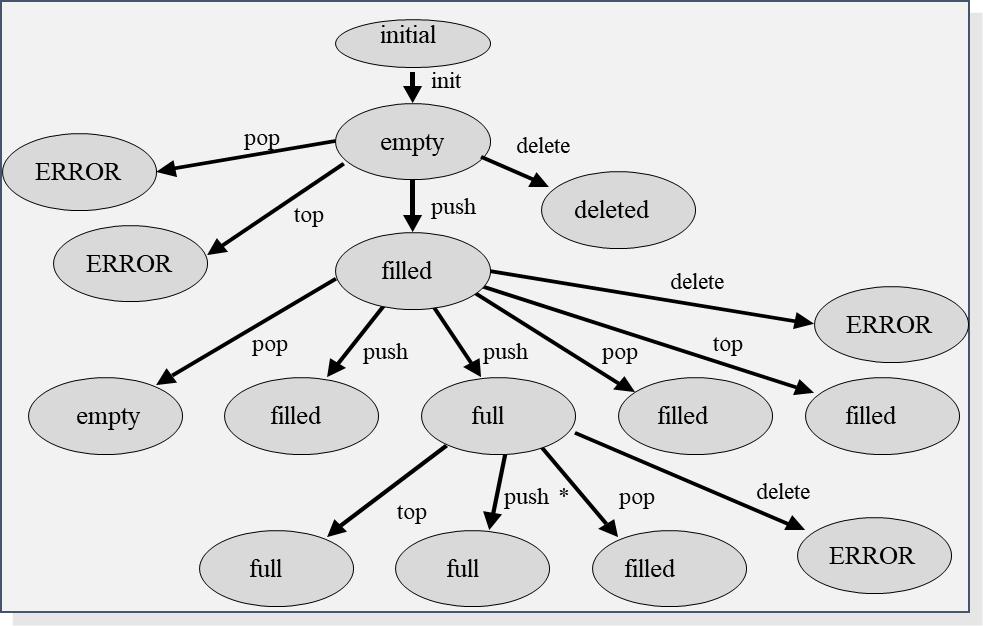 initial
init
empty
pop
delete
ERROR
top
push
deleted
ERROR
filled
delete
ERROR
pop
push
push
pop
top
empty
filled
full
filled
filled
top
push *
pop
delete
full
full
filled
ERROR